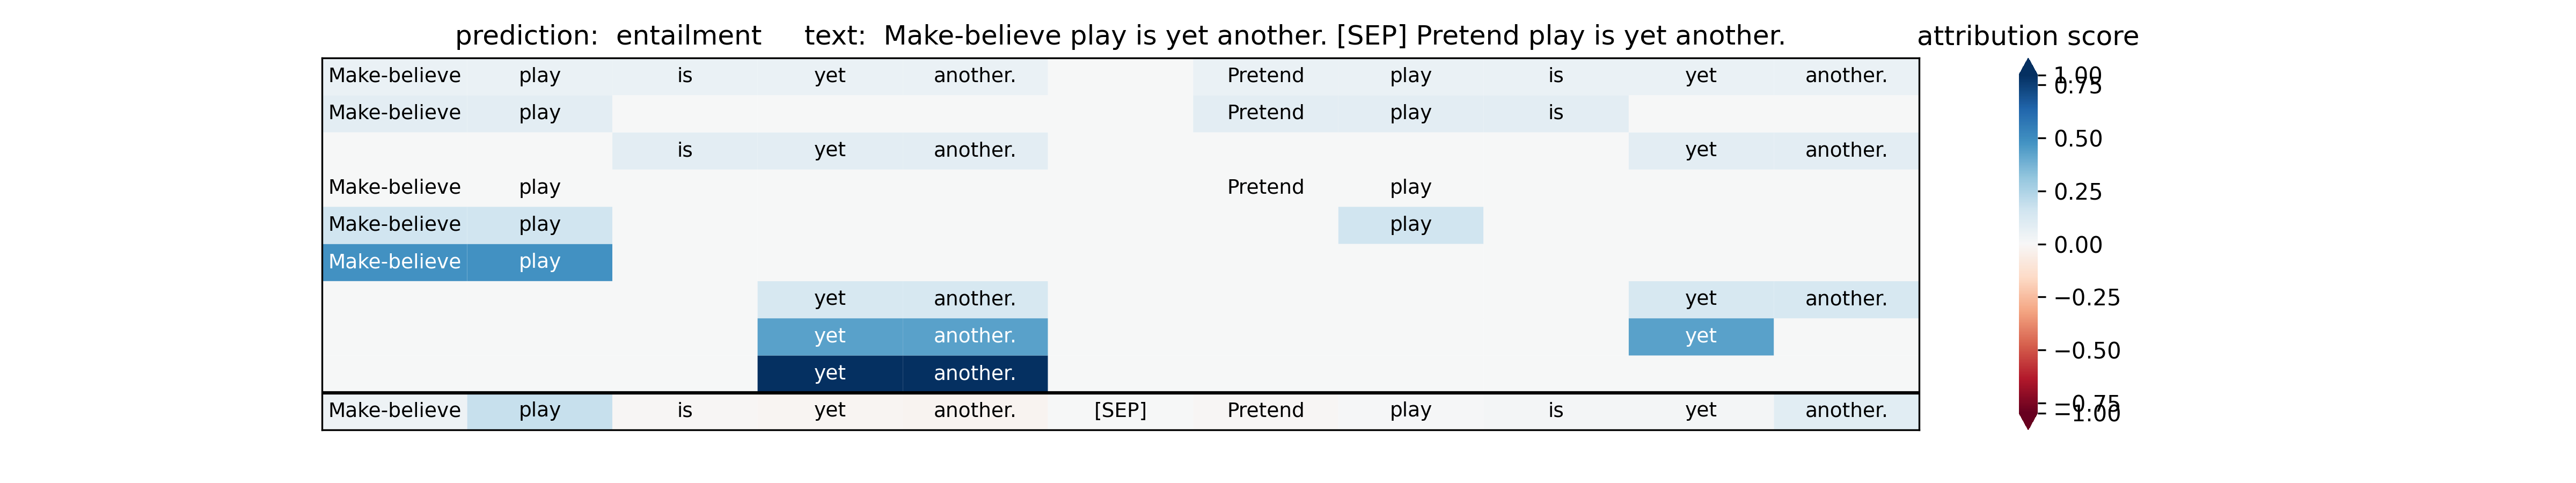 prediction: entailment text: Make-believe play is yet another. [SEP] Pretend play is yet another. attribution score
Make-believe play is yet another. Pretend play is yet another.
Make-believe play Pretend play is
is yet another. yet another.
Make-believe play Pretend play
Make-believe play play
Make-believe play
yet another. yet another.
yet another. yet
yet another.
Make-believe play is yet another. [SEP] Pretend play is yet another.
1.00
0.75
0.50
0.25
0.00
−0.25
−0.50
−0.75
−1.00